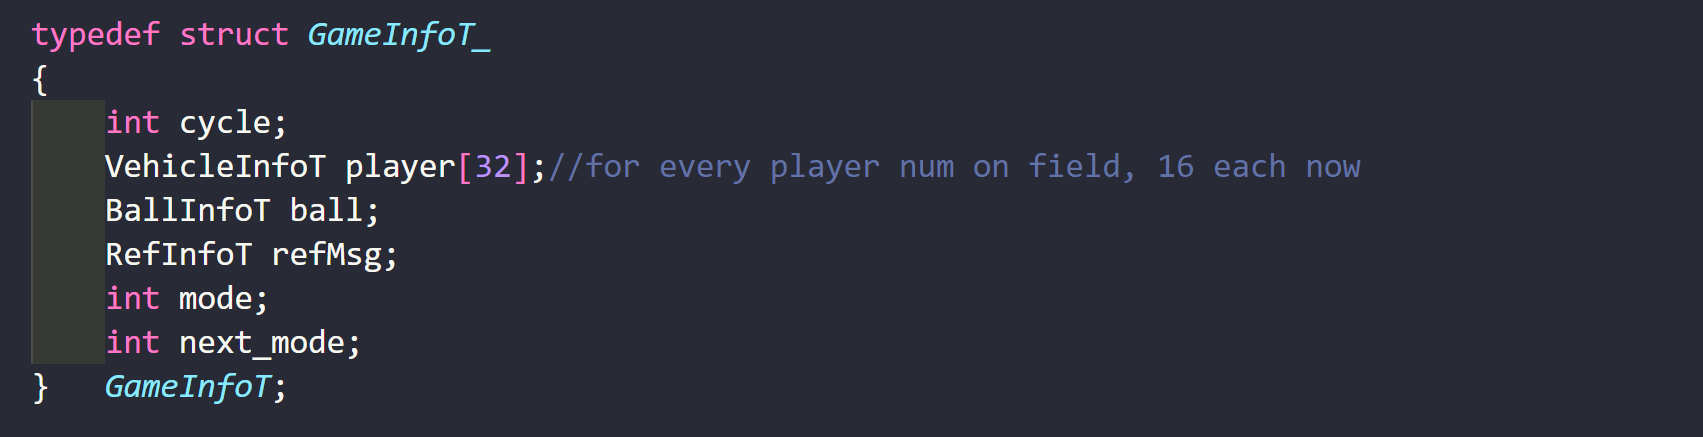 typedef struct GameInfoT_
{
    int cycle;
    VehicleInfoT player[32];//for every player num on field, 16 each now
    BallInfoT ball;
    RefInfoT refMsg;
    int mode;
    int next_mode;
}   GameInfoT;